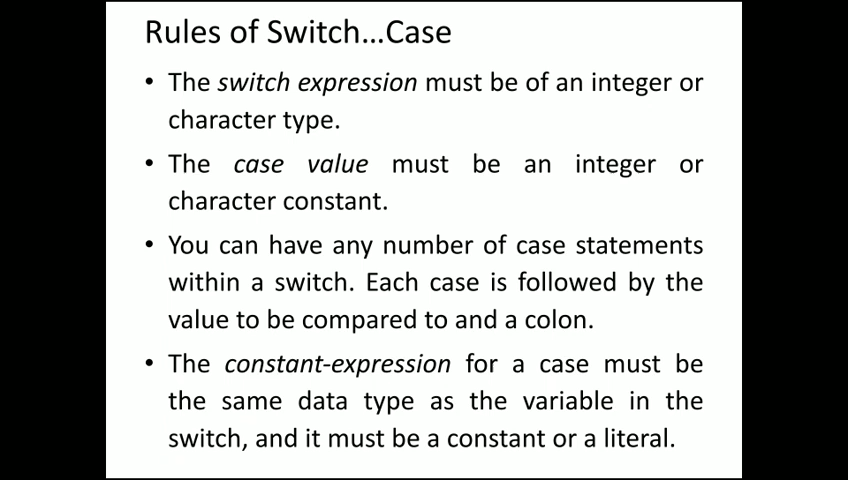 Rules of Switch...Case
• The switch expression must be of an integer or
character type.
• The case value must be an integer or
character constant.
• You can have any number of case statements
within a switch. Each case is followed by the
value to be compared to and a colon.
• The constant-expression for a case must be
the same data type as the variable in the
switch, and it must be a constant or a literal.